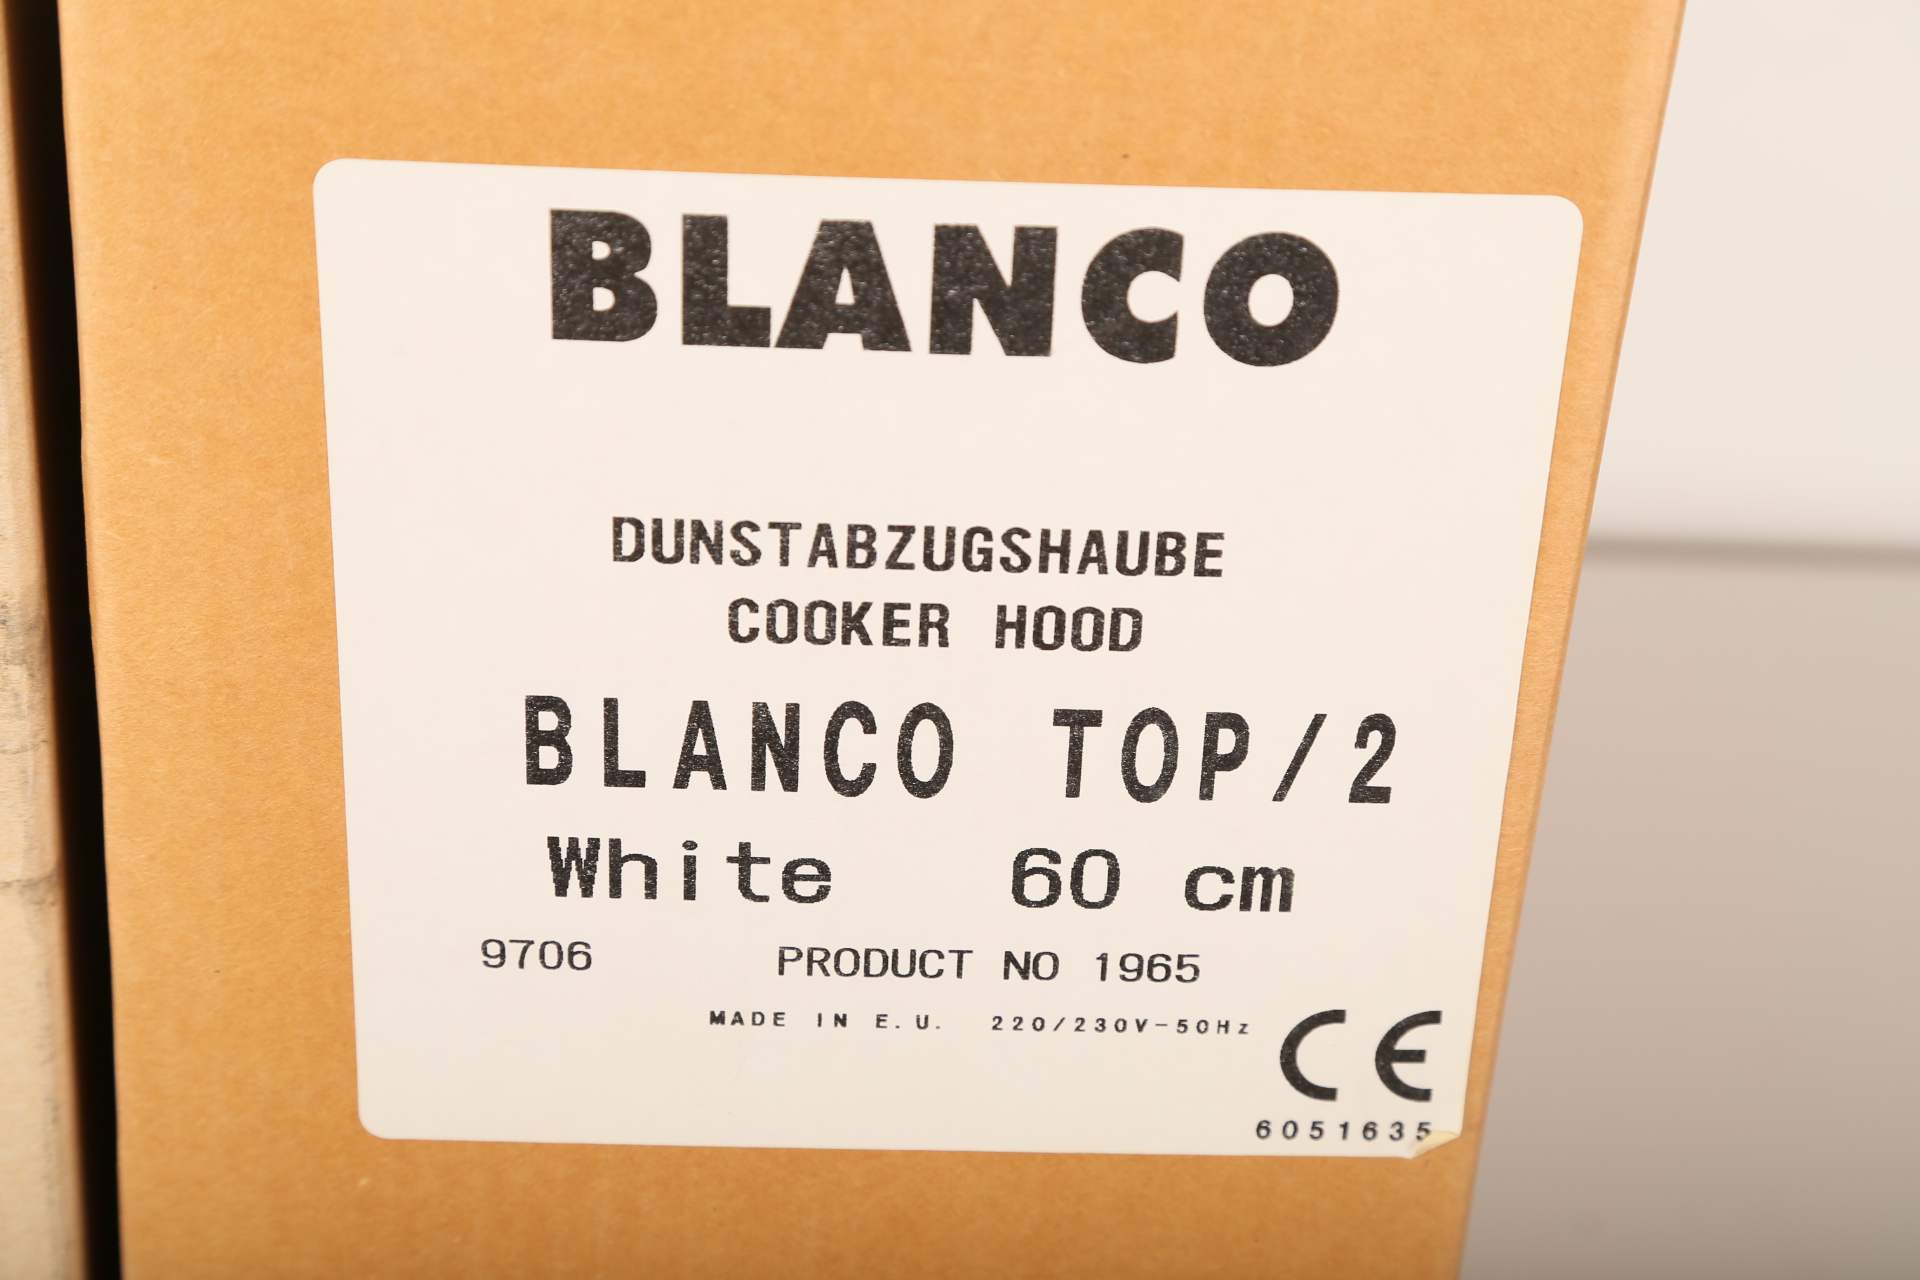 BLANCO
DUNSTABZUGSHAUBE
COOKER HOOD
BLANCO TOP/2
White 60 cm
9706 PRODUCT NO 1965
MADE IN E.U. 220/230V-50Hz CE
6051635